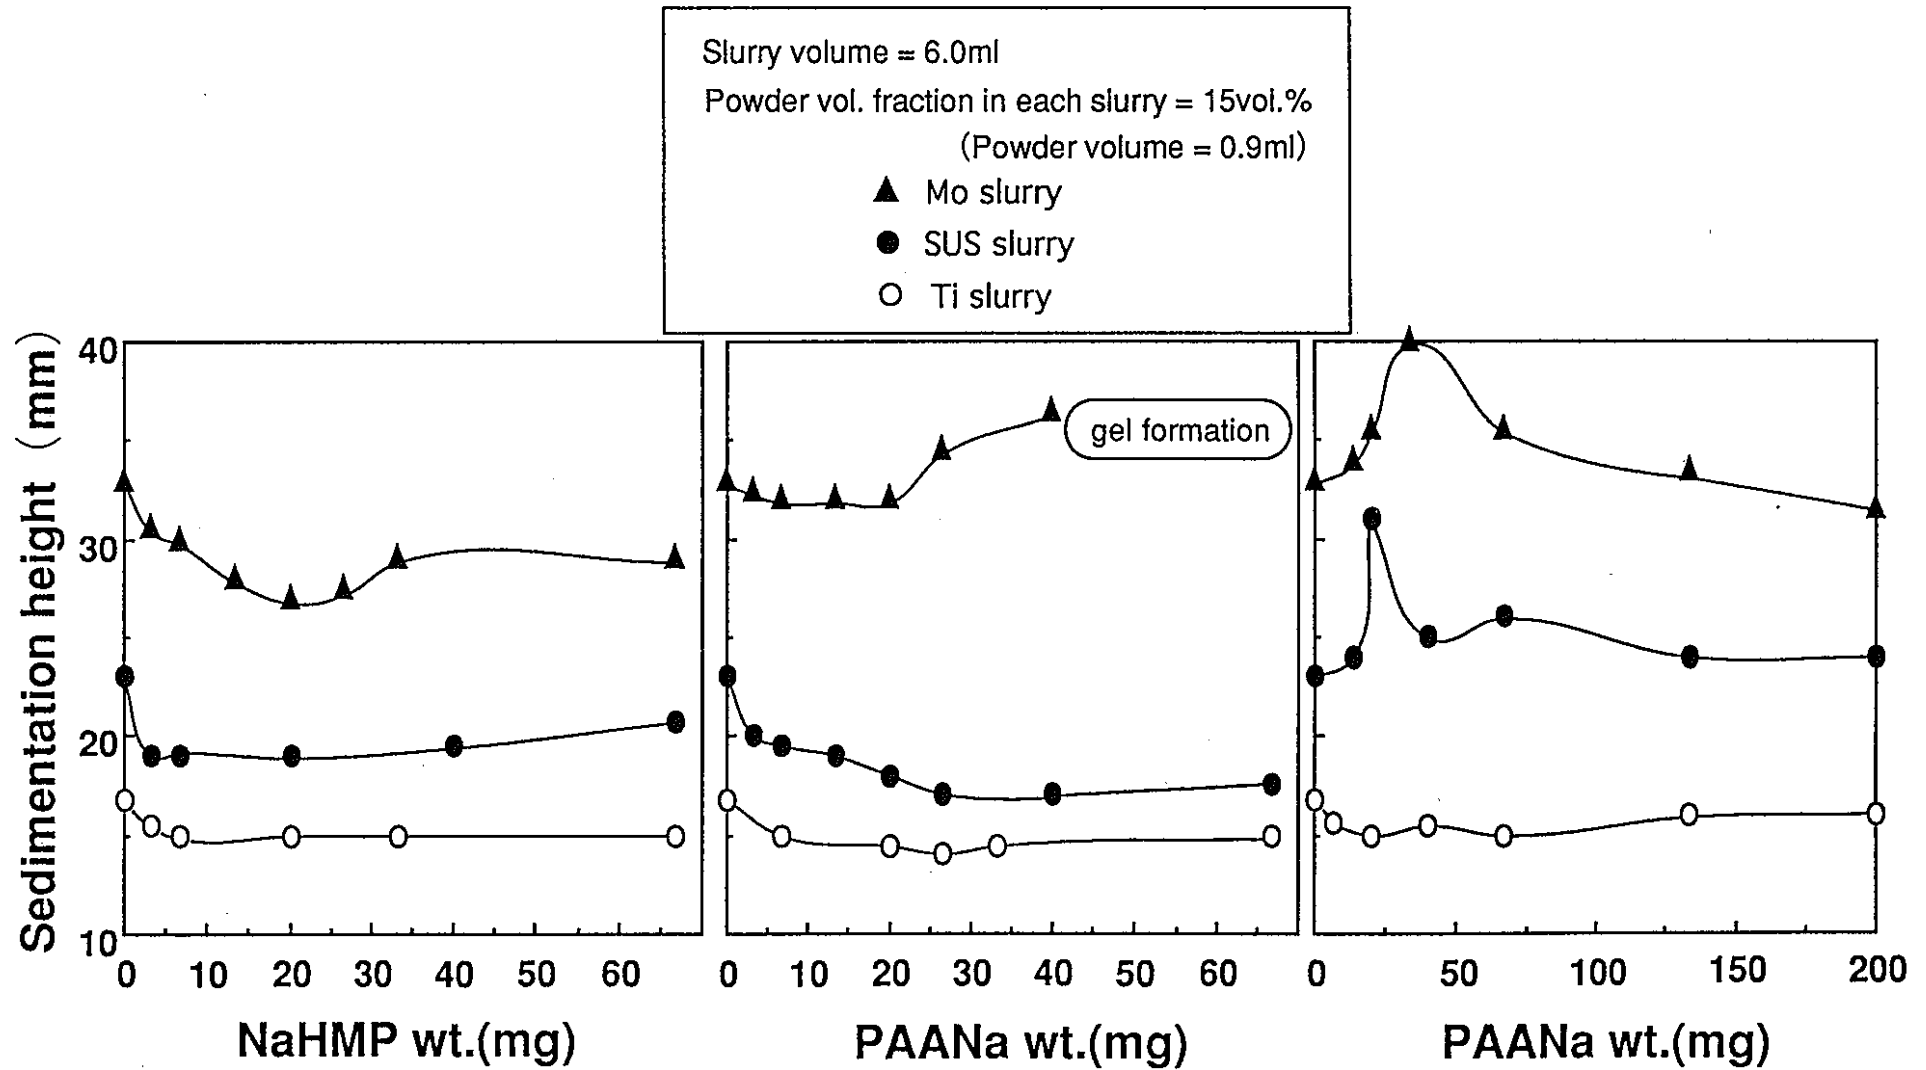 Slurry volume = 6.0ml
Powder vol. fraction in each slurry = 15vol.%
(Powder volume = 0.9ml)
Mo slurry
SUS slurry
Ti slurry
Sedimentation height (mm)
40
30
20
10
gel formation
0 10 20 30 40 50 60
0 10 20 30 40 50 60
0 50 100 150 200
NaHMP wt.(mg)
PAANa wt.(mg)
PAANa wt.(mg)